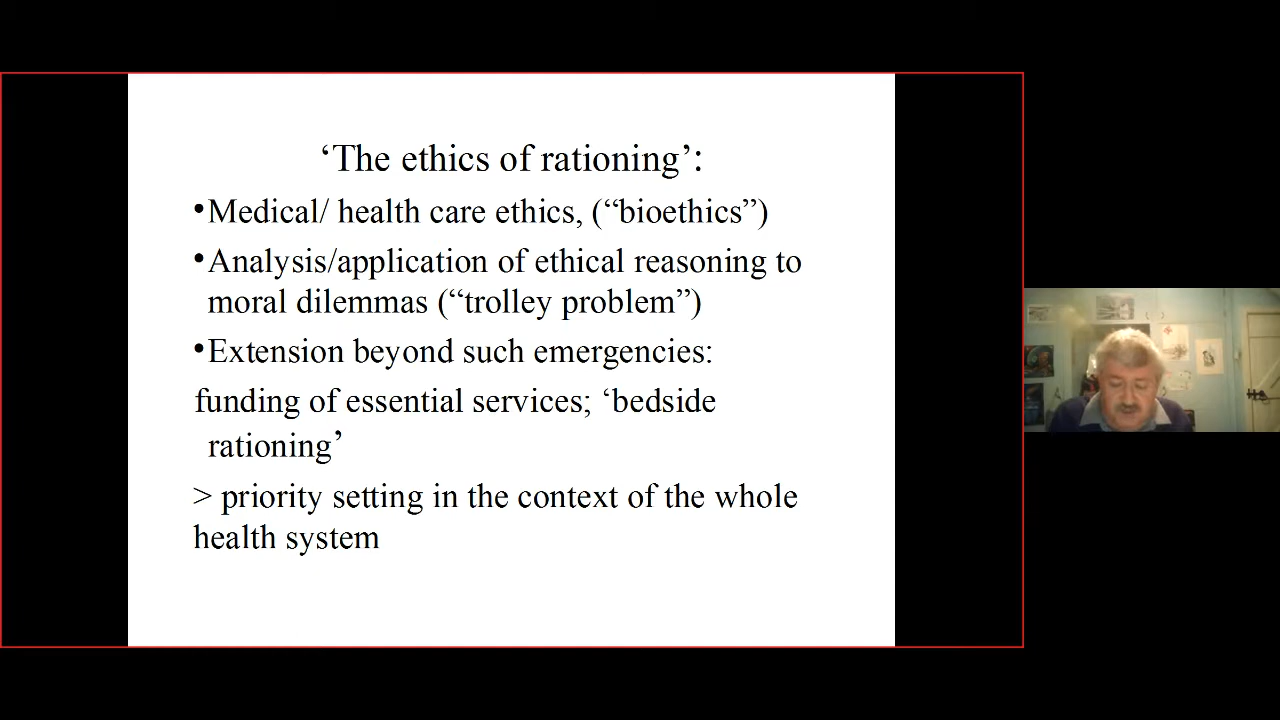 ‘The ethics of rationing’:
•Medical/ health care ethics, (“bioethics”)
•Analysis/application of ethical reasoning to
moral dilemmas (“trolley problem”)
•Extension beyond such emergencies:
funding of essential services; ‘bedside
rationing’
> priority setting in the context of the whole
health system